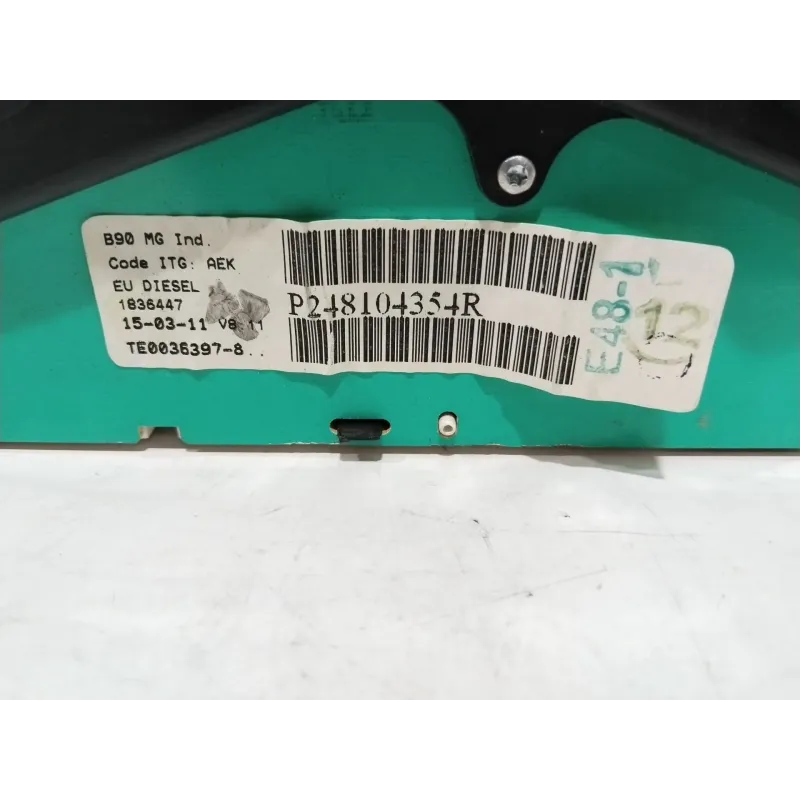 B90 MG Ind.
Code ITG: AEK
EU DIESEL
1836447
15-03-11 V8 11
TE0036397-8..
P248104354R
E48-1
12